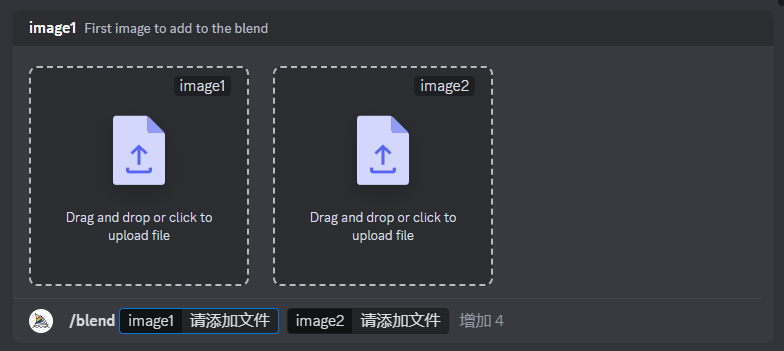 image1 First image to add to the blend
image1
image2
Drag and drop or click to
upload file
Drag and drop or click to
upload file
/blend image1 请添加文件 image2 请添加文件 增加 4